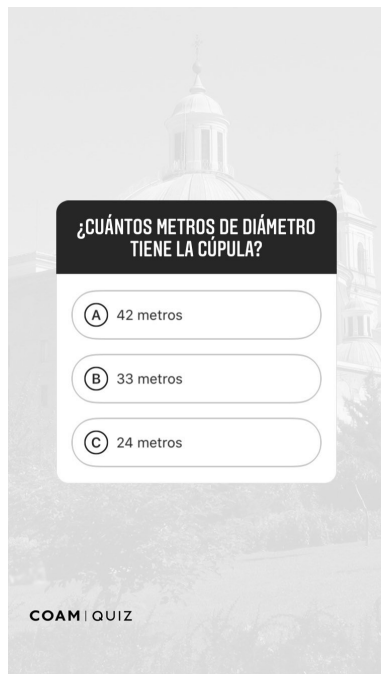 ¿CUÁNTOS METROS DE DIÁMETRO
TIENE LA CÚPULA?
A 42 metros
B 33 metros
C 24 metros
COAM | QUIZ